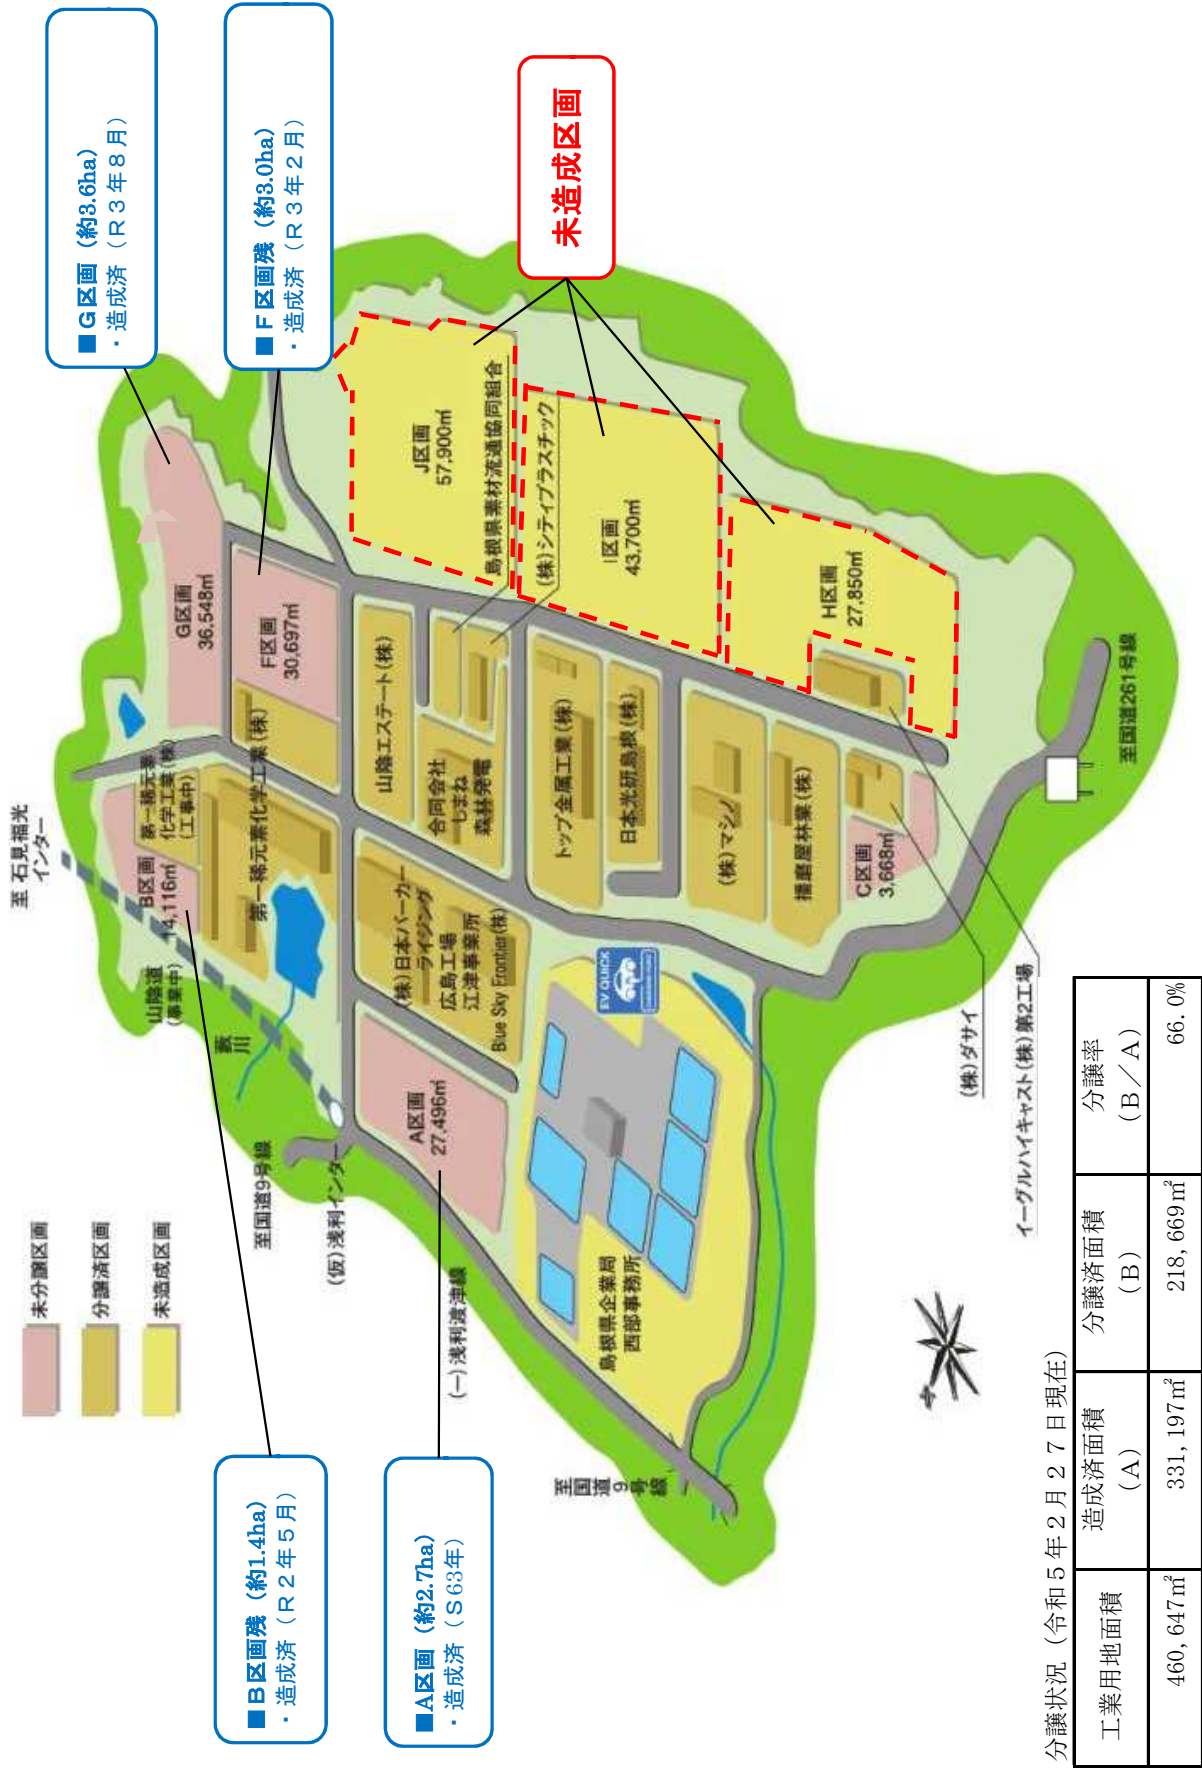 ■G区画（約3.6ha）
・造成済（Ｒ３年８月）
■Ｆ区画残（約3.0ha）
・造成済（Ｒ３年２月）
未造成区画
■Ｂ区画残（約1.4ha）
・造成済（Ｒ２年５月）
■A区画（約2.7ha）
・造成済（Ｓ63年）
未分譲区画
分譲済区画
未造成区画
至 石見福光
インター
山陰道
（事業中）
藪川
至国道9号線
(仮)浅利インター
(一)浅利渡津線
至国道9号線
B区画
14,116㎡
第一稀元素
化学工業(株)
(工事中)
第一稀元素化学工業(株)
G区画
36,548㎡
F区画
30,697㎡
J区画
57,900㎡
島根県素材流通協同組合
(株)シティプラスチック
I区画
43,700㎡
H区画
27,850㎡
山陰エステート(株)
合同会社
しまね
森林発電
トップ金属工業(株)
日本光研島根(株)
(株)マシノ
播磨屋林業(株)
C区画
3,668㎡
(株)日本パーカー
ライジング
広島工場
江津事業所
Blue Sky Frontier(株)
A区画
27,496㎡
EV QUICK
島根県企業局
西部事務所
(株)ダサイ
イーグルハイキャスト(株)第2工場
至国道261号線
分譲状況（令和５年２月２７日現在）
工業用地面積
造成済面積
（Ａ）
分譲済面積
（Ｂ）
分譲率
（Ｂ／Ａ）
460,647㎡
331,197㎡
218,669㎡
66.0%